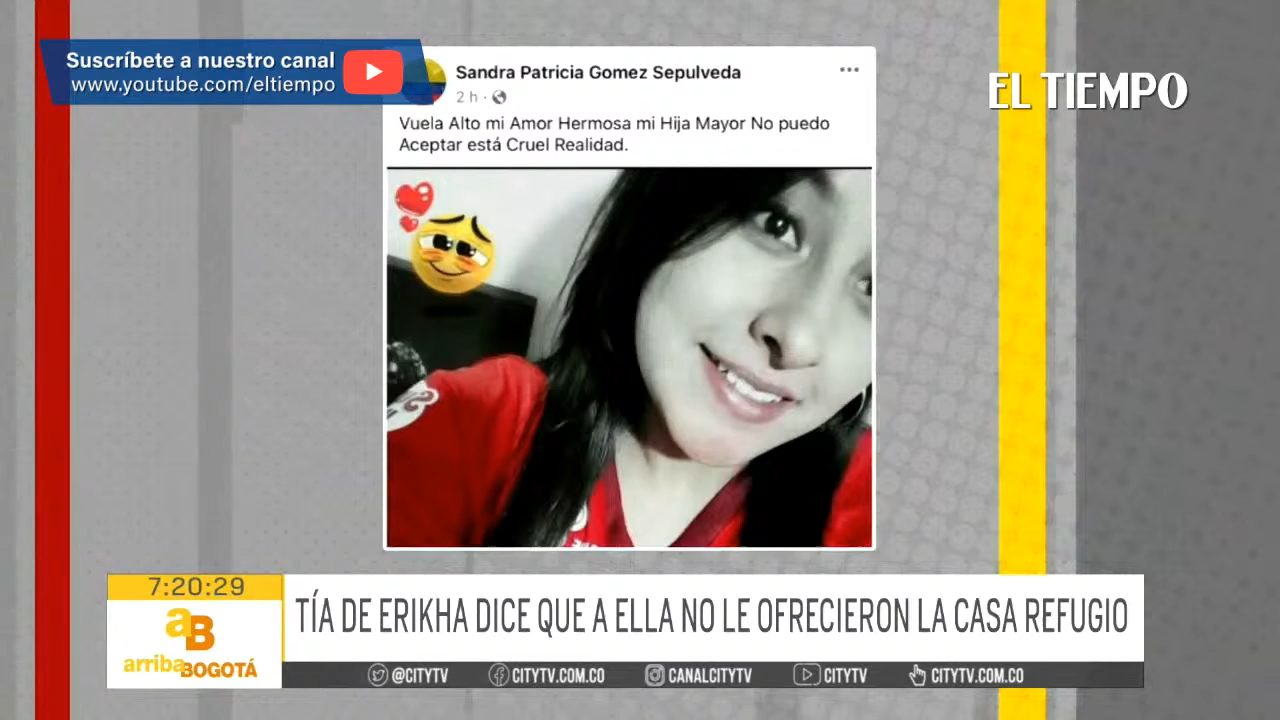 Suscríbete a nuestro canal
www.youtube.com/eltiempo
Sandra Patricia Gomez Sepulveda
2 h ·
Vuela Alto mi Amor Hermosa mi Hija Mayor No puedo
Aceptar está Cruel Realidad.
EL TIEMPO
7:20:29
aB
arriba BOGOTÁ
TÍA DE ERIKHA DICE QUE A ELLA NO LE OFRECIERON LA CASA REFUGIO
@CITYTV CITYTV.COM.CO CANALCITYTV CITYTV CITYTV.COM.CO